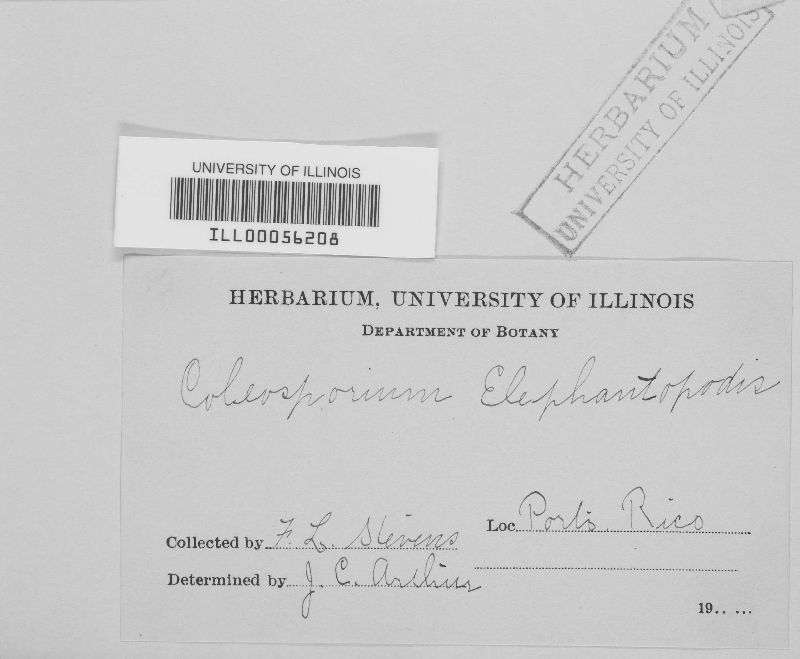 HERBARIUM
UNIVERSITY OF ILLINOIS
UNIVERSITY OF ILLINOIS
ILL00056208
HERBARIUM, UNIVERSITY OF ILLINOIS
DEPARTMENT OF BOTANY
Coleosporium Elephantopodis
Loc Porto Rico
Collected by F. L. Stevens
Determined by J. C. Arthur
19.. ...